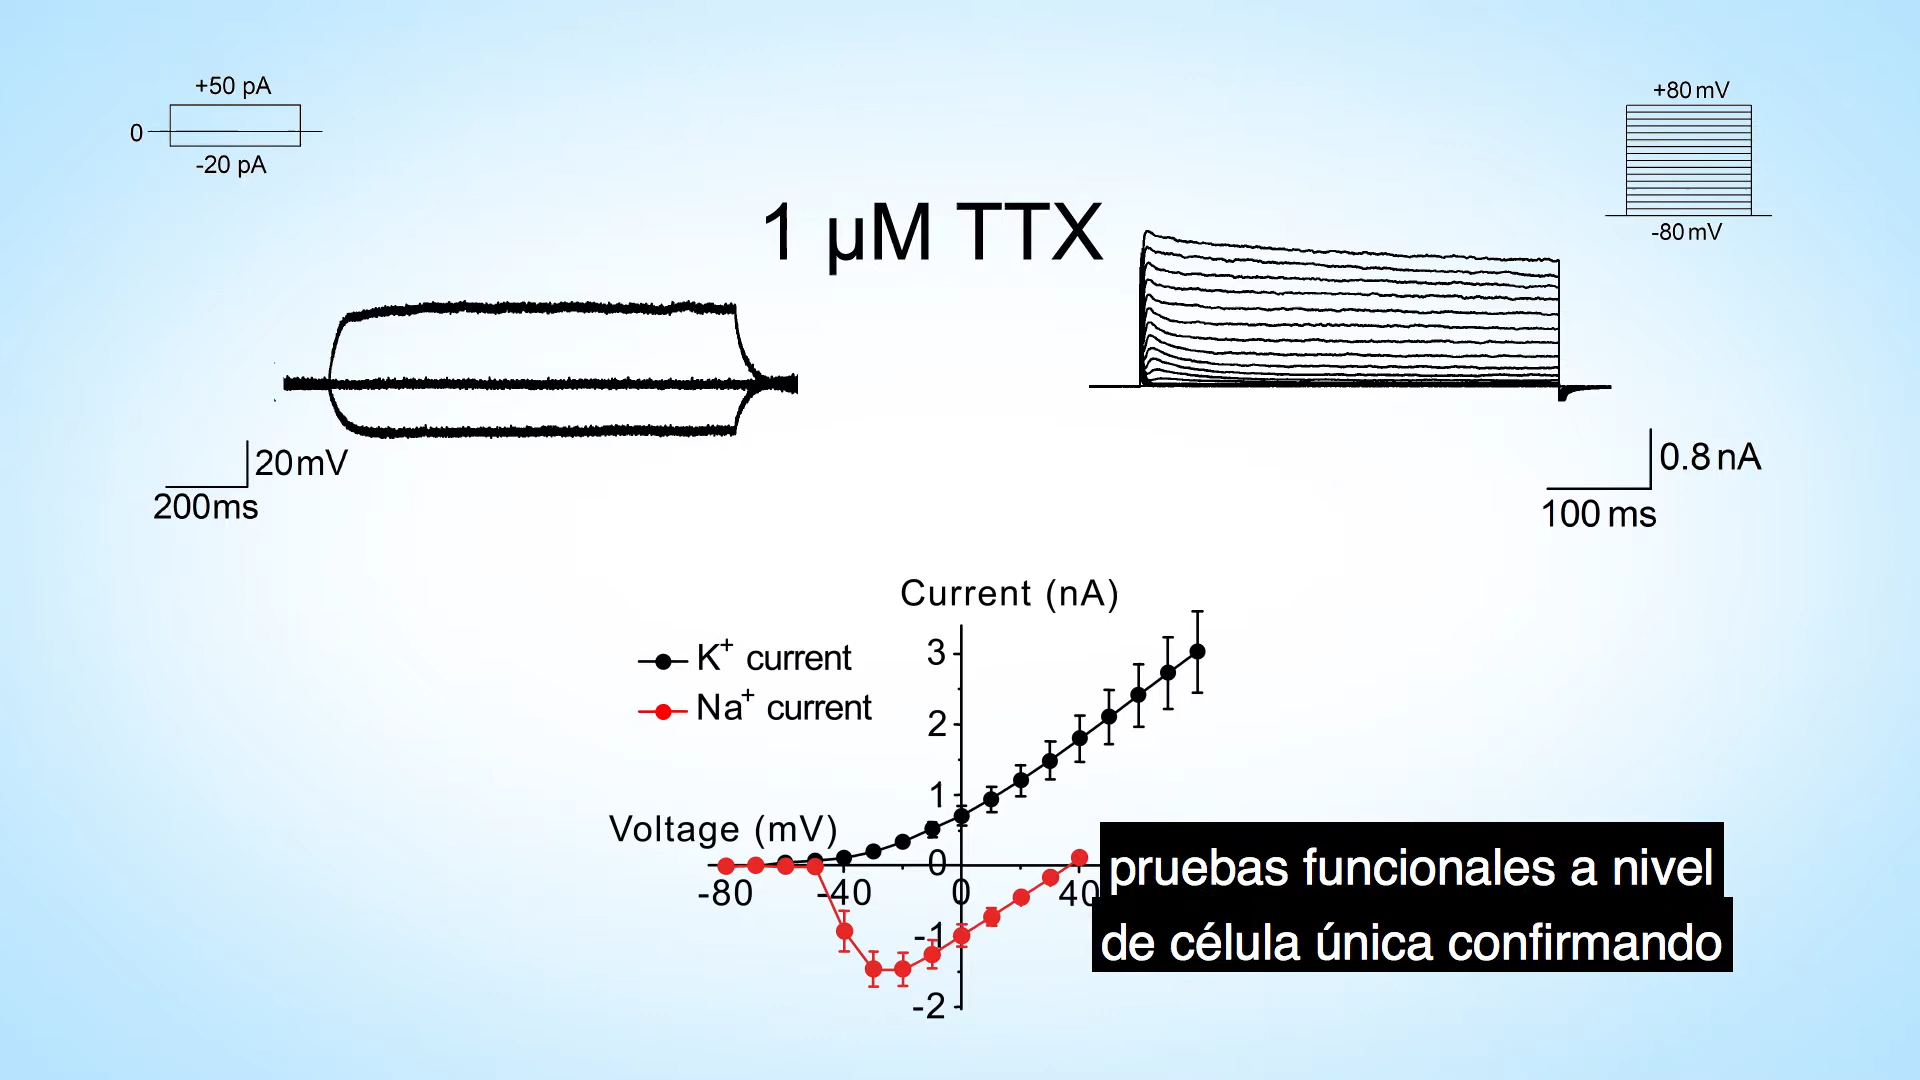 +50 pA
0
-20 pA
+80 mV
-80 mV
1 µM TTX
20mV
200ms
0.8 nA
100 ms
Current (nA)
K+ current
Na+ current
3
2
1
0
-1
-2
Voltage (mV)
-80
-40
0
40
pruebas funcionales a nivel
de célula única confirmando